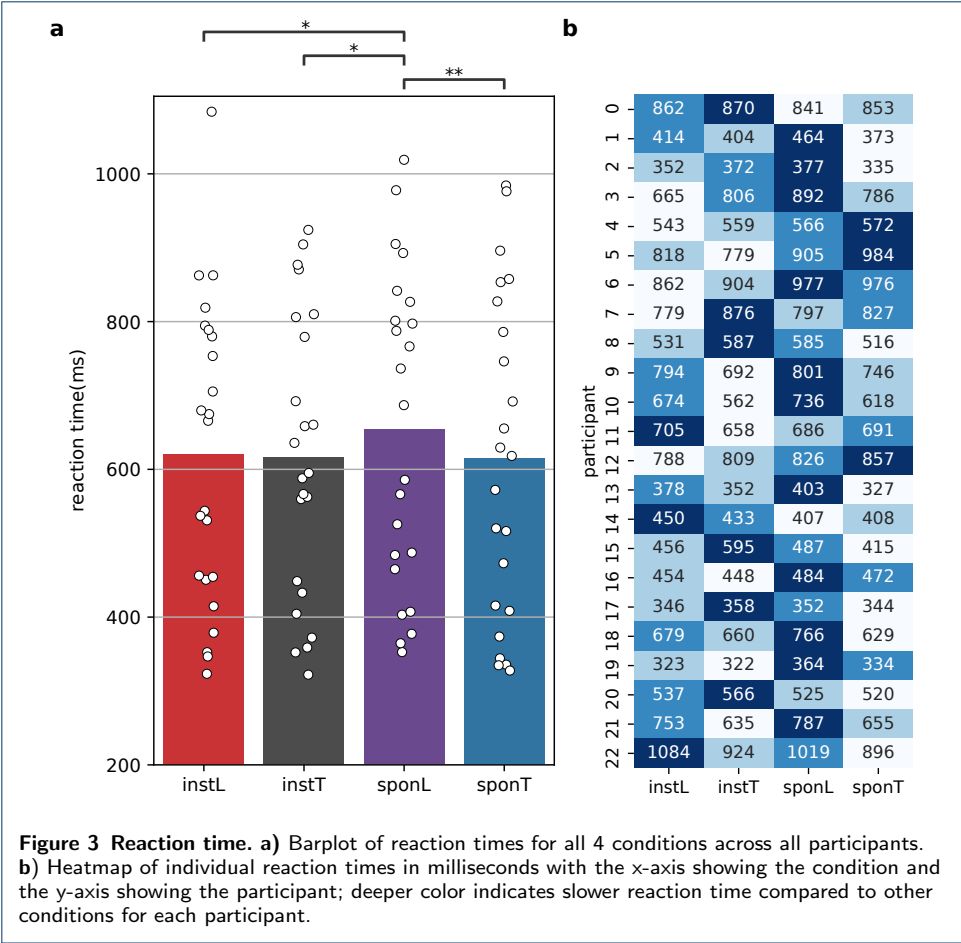 a
b
*
*
**
reaction time(ms)
1000
800
600
400
200
instL instT sponL sponT
participant
0 862 870 841 853
1 414 404 464 373
2 352 372 377 335
3 665 806 892 786
4 543 559 566 572
5 818 779 905 984
6 862 904 977 976
7 779 876 797 827
8 531 587 585 516
9 794 692 801 746
10 674 562 736 618
11 705 658 686 691
12 788 809 826 857
13 378 352 403 327
14 450 433 407 408
15 456 595 487 415
16 454 448 484 472
17 346 358 352 344
18 679 660 766 629
19 323 322 364 334
20 537 566 525 520
21 753 635 787 655
22 1084 924 1019 896
instL instT sponL sponT
Figure 3 Reaction time. a) Barplot of reaction times for all 4 conditions across all participants.
b) Heatmap of individual reaction times in milliseconds with the x-axis showing the condition and
the y-axis showing the participant; deeper color indicates slower reaction time compared to other
conditions for each participant.